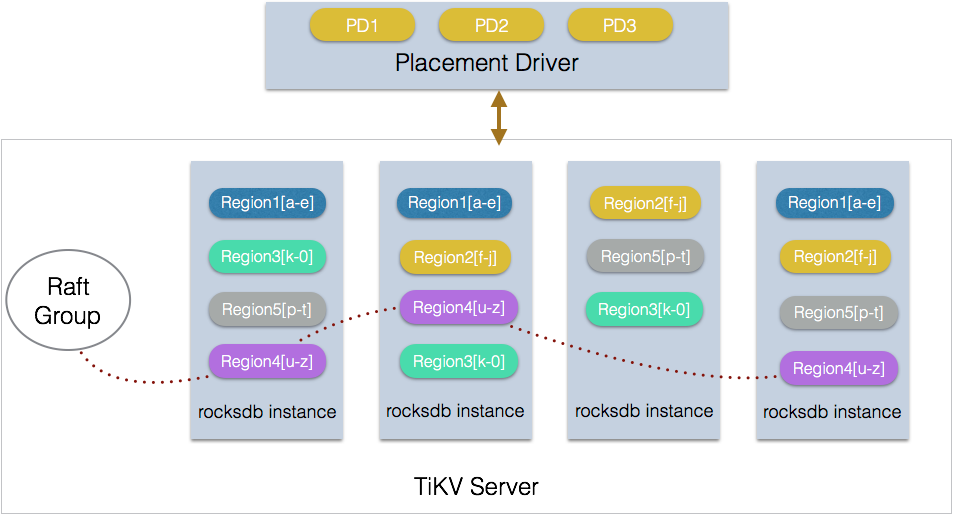 PD1
PD2
PD3
Placement Driver
Region1[a-e]
Region3[k-0]
Region5[p-t]
Region4[u-z]
rocksdb instance
Region1[a-e]
Region2[f-j]
Region4[u-z]
Region3[k-0]
rocksdb instance
Region2[f-j]
Region5[p-t]
Region3[k-0]
rocksdb instance
Region1[a-e]
Region2[f-j]
Region5[p-t]
Region4[u-z]
rocksdb instance
Raft
Group
TiKV Server